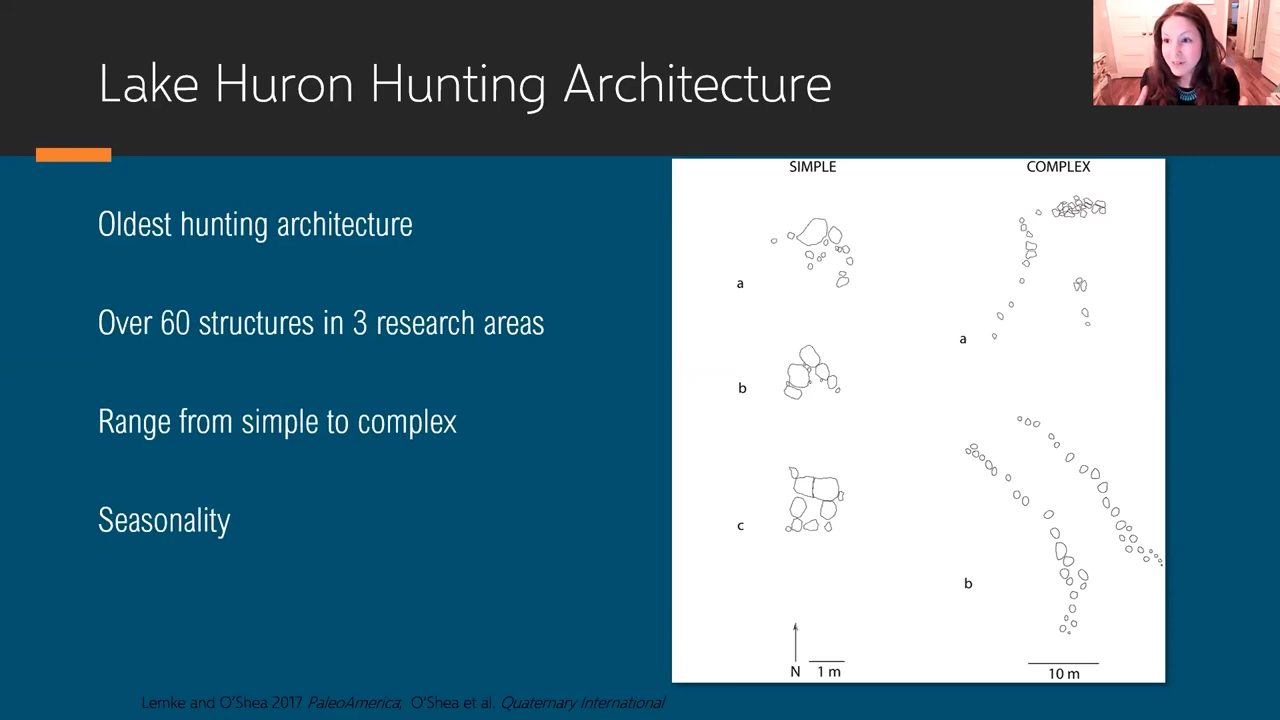 Lake Huron Hunting Architecture
Oldest hunting architecture
Over 60 structures in 3 research areas
Range from simple to complex
Seasonality
SIMPLE
COMPLEX
a
b
c
a
b
N
1 m
10 m
Lemke and O'Shea 2017 PaleoAmerica; O'Shea et al. Quaternary International